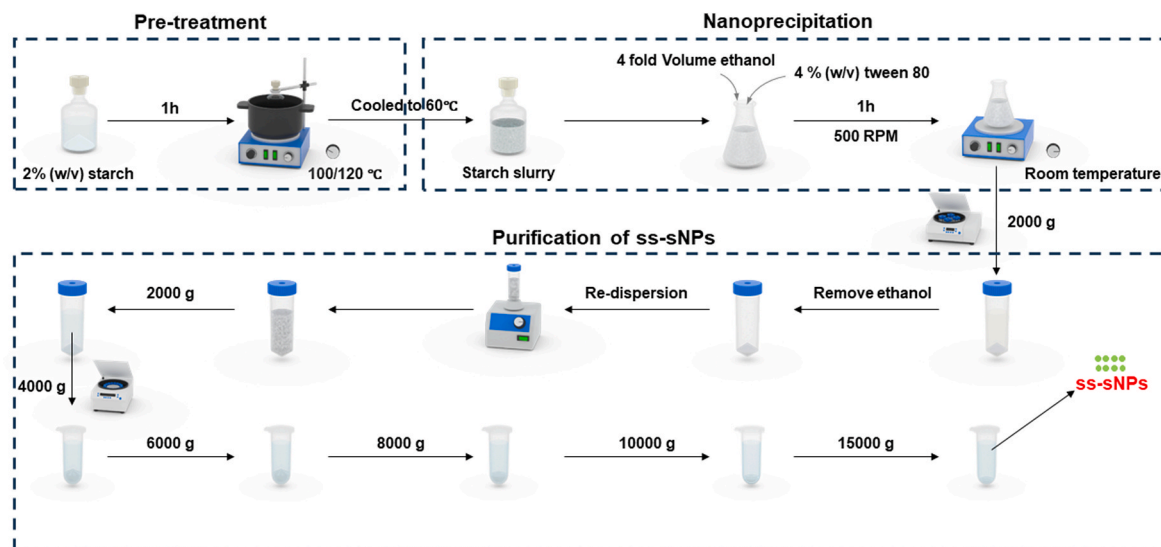 Pre-treatment
Nanoprecipitation
4 fold Volume ethanol
4 % (w/v) tween 80
1h
Cooled to 60℃
1h
500 RPM
2% (w/v) starch
100/120 ℃
Starch slurry
Room temperature
2000 g
Purification of ss-sNPs
2000 g
Re-dispersion
Remove ethanol
4000 g
ss-sNPs
6000 g
8000 g
10000 g
15000 g